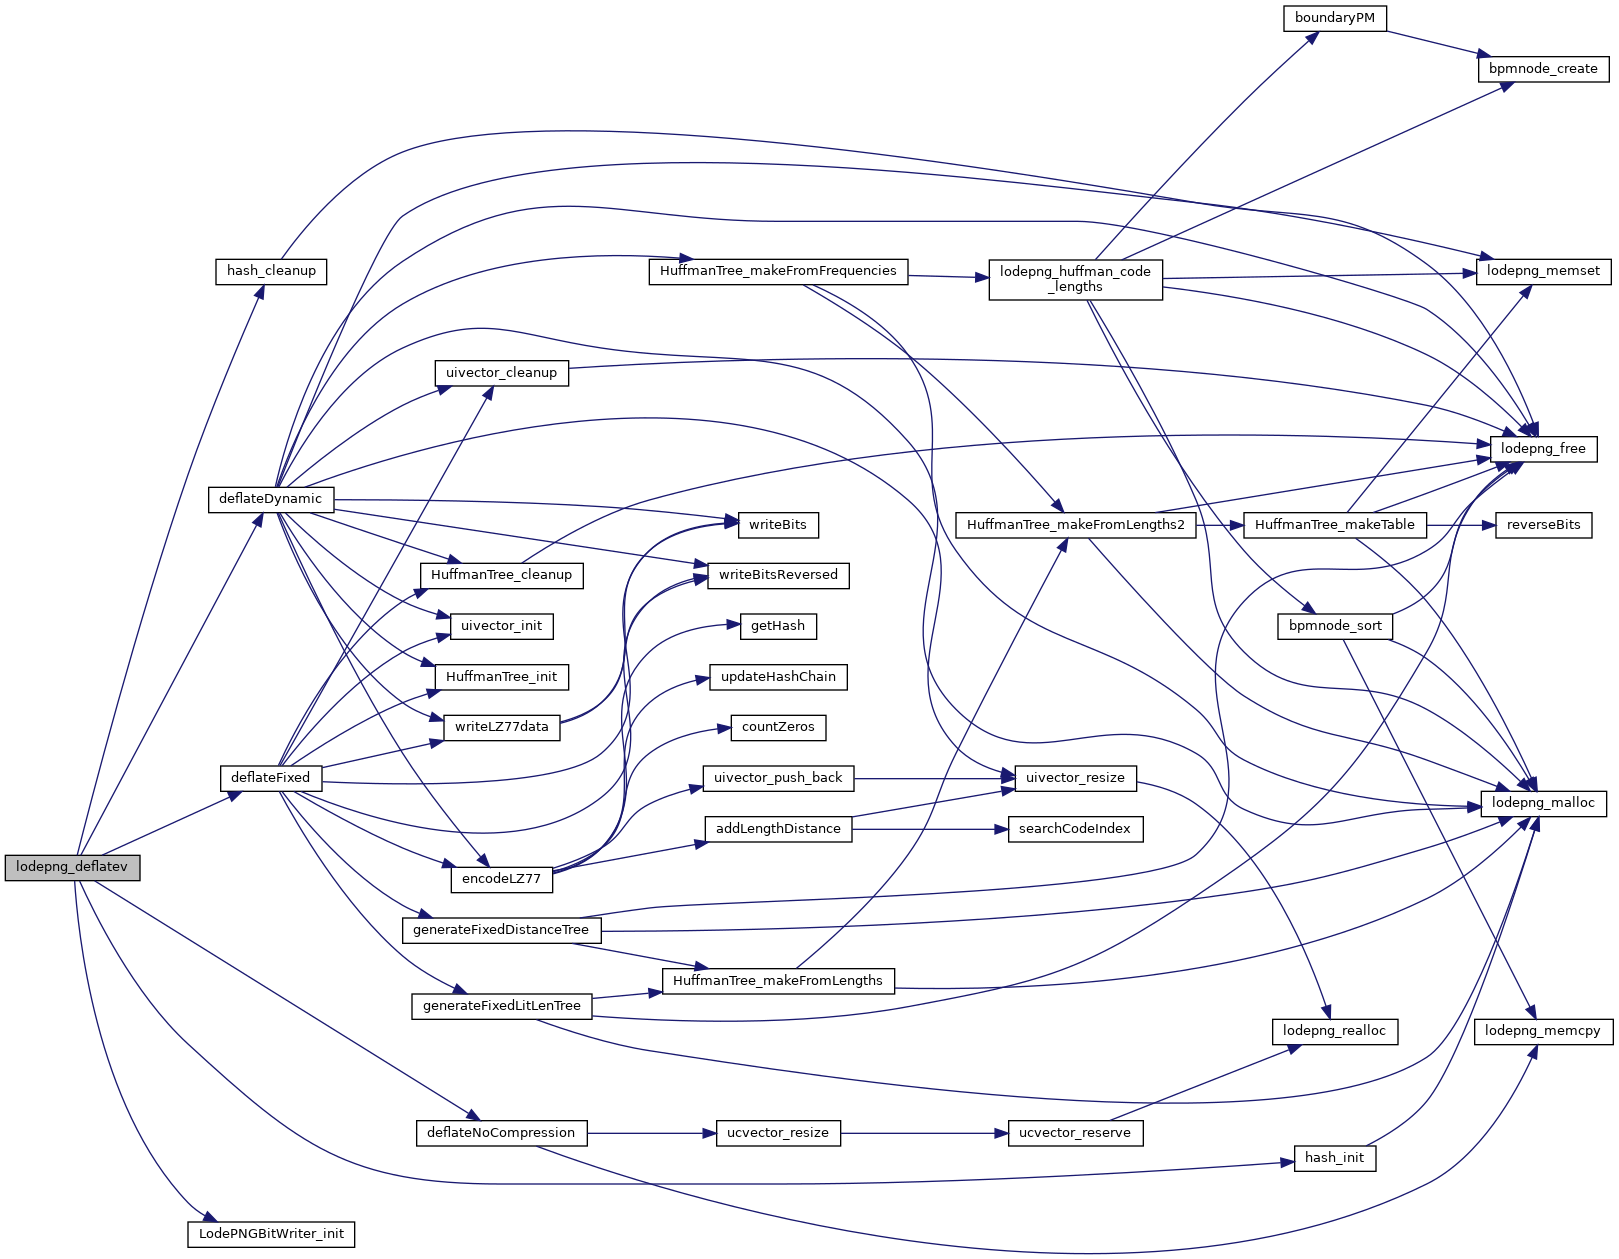 boundaryPM
bpmnode_create
hash_cleanup
HuffmanTree_makeFromFrequencies
lodepng_huffman_code
_lengths
lodepng_memset
uivector_cleanup
lodepng_free
deflateDynamic
writeBits
HuffmanTree_makeFromLengths2
HuffmanTree_makeTable
reverseBits
HuffmanTree_cleanup
writeBitsReversed
uivector_init
getHash
bpmnode_sort
HuffmanTree_init
updateHashChain
writeLZ77data
countZeros
deflateFixed
uivector_push_back
uivector_resize
lodepng_malloc
addLengthDistance
searchCodeIndex
lodepng_deflatev
encodeLZ77
generateFixedDistanceTree
HuffmanTree_makeFromLengths
generateFixedLitLenTree
lodepng_realloc
lodepng_memcpy
deflateNoCompression
ucvector_resize
ucvector_reserve
hash_init
LodePNGBitWriter_init